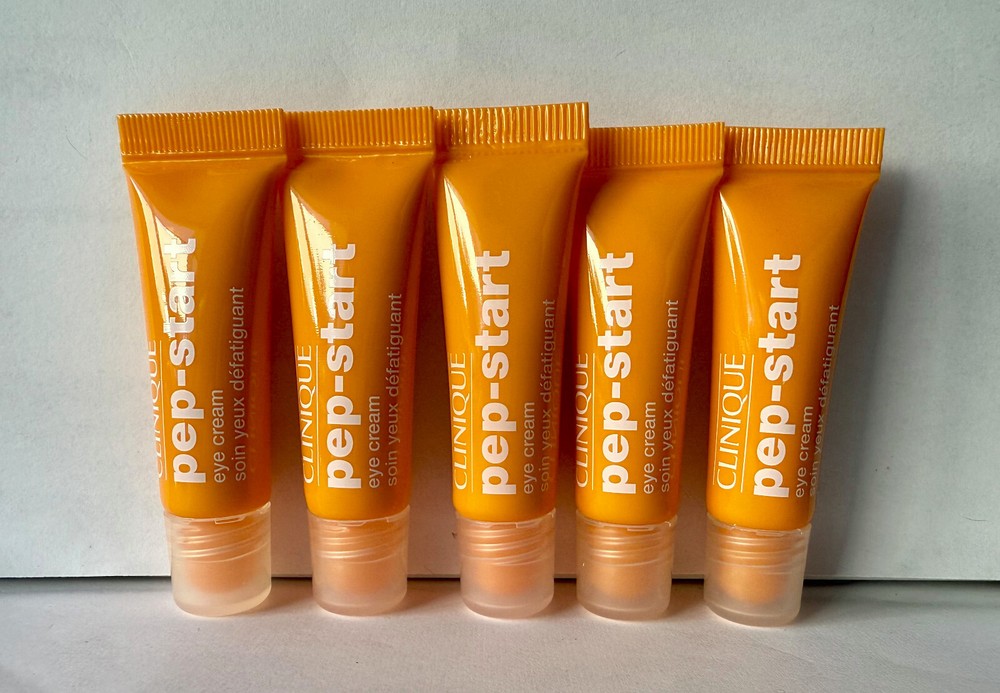 CLINIQUE
pep-start
eye cream
soin yeux défatiguant
CLINIQUE
pep-start
eye cream
soin yeux défatiguant
CLINIQUE
pep-start
eye cream
soin yeux défatiguant
CLINIQUE
pep-start
eye cream
soin yeux défatiguant
CLINIQUE
pep-start
eye cream
soin yeux défatiguant